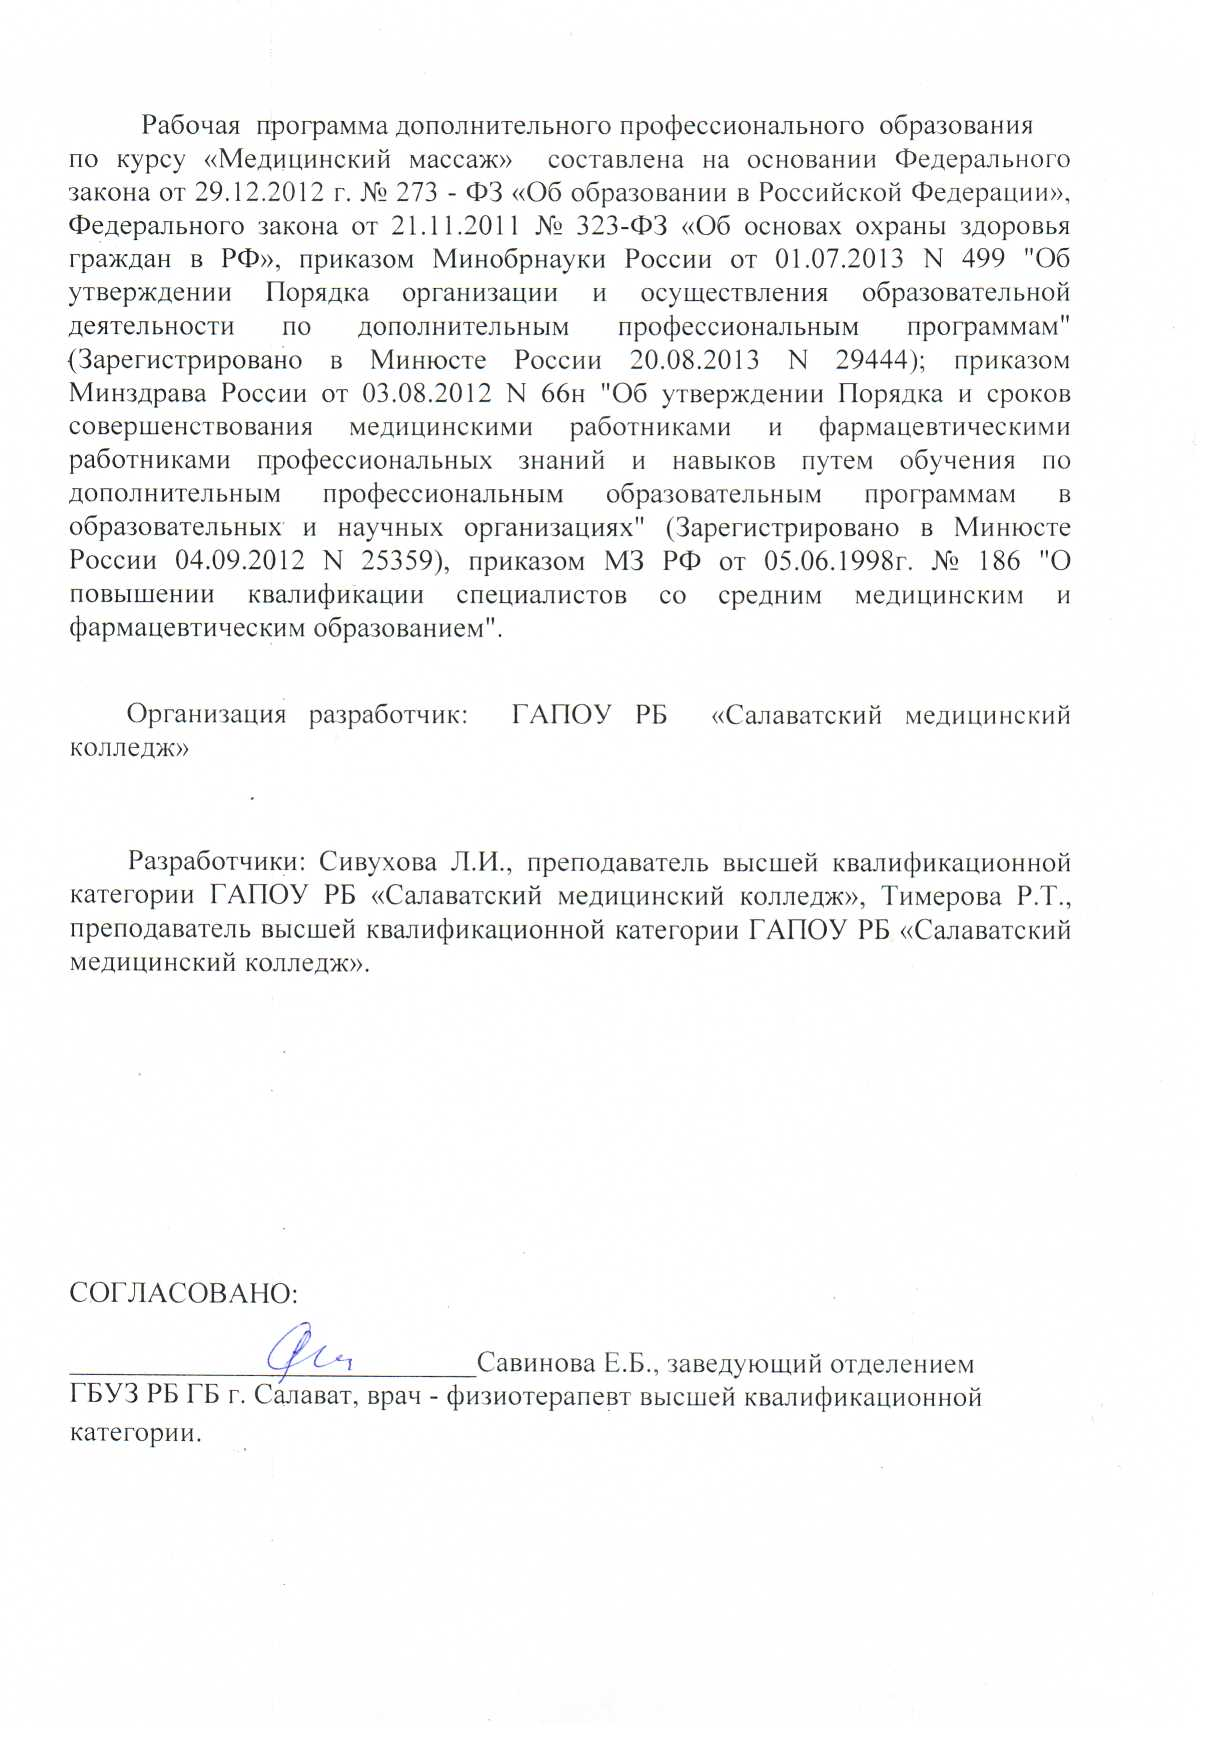 Рабочая программа дополнительного профессионального образования
по курсу «Медицинский массаж» составлена на основании Федерального
закона от 29.12.2012 г. № 273 - ФЗ «Об образовании в Российской Федерации»,
Федерального закона от 21.11.2011 № 323-ФЗ «Об основах охраны здоровья
граждан в РФ», приказом Минобрнауки России от 01.07.2013 N 499 "Об
утверждении Порядка организации и осуществления образовательной
деятельности по дополнительным профессиональным программам"
(Зарегистрировано в Минюсте России 20.08.2013 N 29444); приказом
Минздрава России от 03.08.2012 N 66н "Об утверждении Порядка и сроков
совершенствования медицинскими работниками и фармацевтическими
работниками профессиональных знаний и навыков путем обучения по
дополнительным профессиональным образовательным программам в
образовательных и научных организациях" (Зарегистрировано в Минюсте
России 04.09.2012 N 25359), приказом МЗ РФ от 05.06.1998г. № 186 "О
повышении квалификации специалистов со средним медицинским и
фармацевтическим образованием".
Организация разработчик: ГАПОУ РБ «Салаватский медицинский
колледж»
Разработчики: Сивухова Л.И., преподаватель высшей квалификационной
категории ГАПОУ РБ «Салаватский медицинский колледж», Тимерова Р.Т.,
преподаватель высшей квалификационной категории ГАПОУ РБ «Салаватский
медицинский колледж».
СОГЛАСОВАНО:
Савинова Е.Б., заведующий отделением
ГБУЗ РБ ГБ г. Салават, врач - физиотерапевт высшей квалификационной
категории.